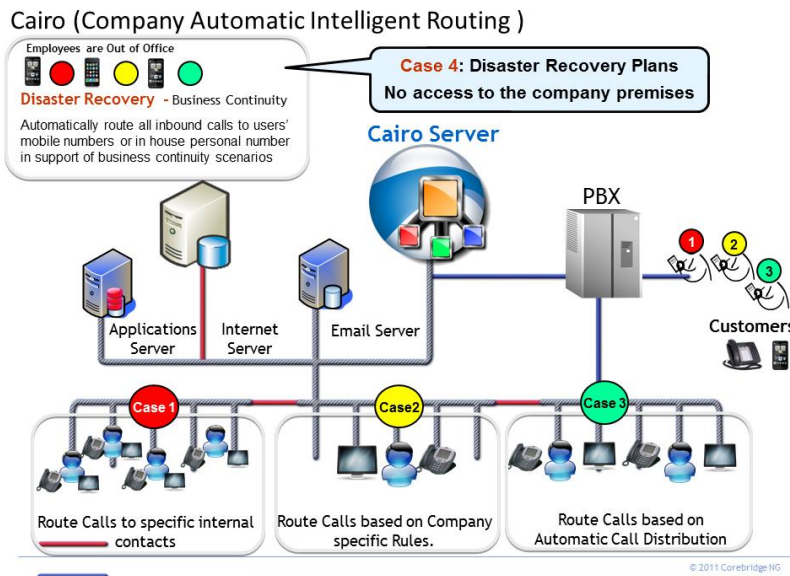 Cairo (Company Automatic Intelligent Routing )
Employees are Out of Office
Disaster Recovery - Business Continuity
Automatically route all inbound calls to users'
mobile numbers or in house personal number
in support of business continuity scenarios
Case 4: Disaster Recovery Plans
No access to the company premises
Cairo Server
PBX
1
2
3
Customers
Applications
Server
Internet
Server
Email Server
Case 1
Case2
Case 3
Route Calls to specific internal
contacts
Route Calls based on Company
specific Rules.
Route Calls based on
Automatic Call Distribution
© 2011 Corebridge NG